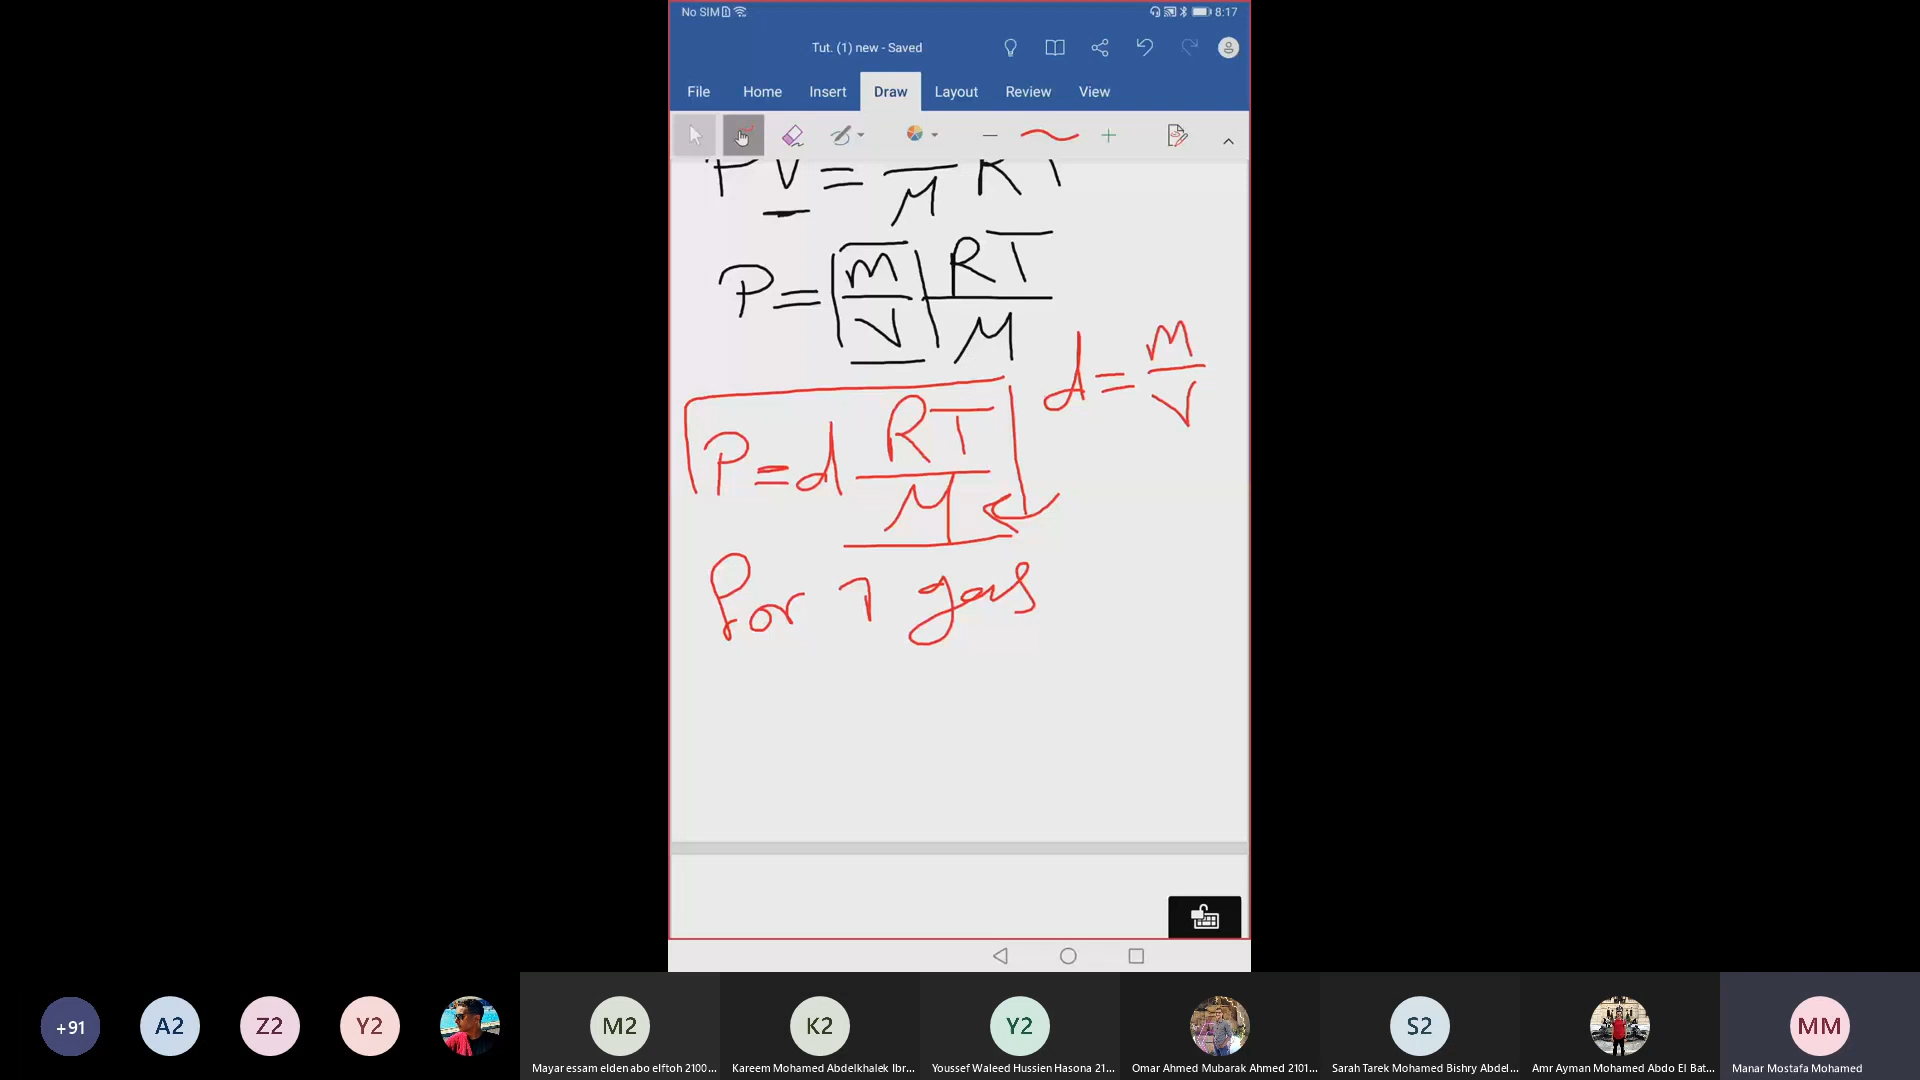 No SIM 8:17
Tut. (1) new - Saved
File Home Insert Draw Layout Review View
PV = /M RT
P = m/V RT/M
d = m/V
P = d RT/M
For 1 gas
+91 A2 Z2 Y2 M2 K2 Y2 S2 MM
Mayar essam elden abo elftoh 2100... Kareem Mohamed Abdelkhalek Ibr... Youssef Waleed Hussien Hasona 21... Omar Ahmed Mubarak Ahmed 2101... Sarah Tarek Mohamed Bishry Abdel... Amr Ayman Mohamed Abdo El Bat... Manar Mostafa Mohamed